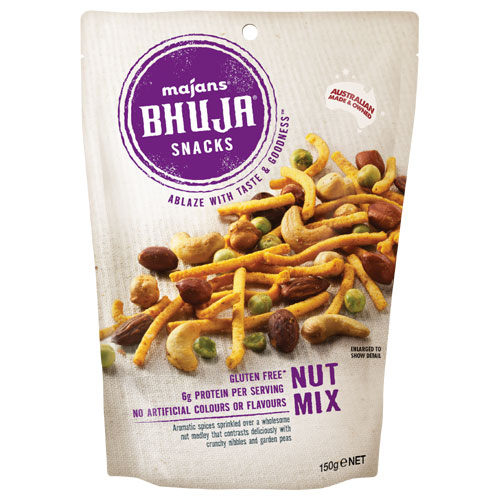 majans®
BHUJA®
SNACKS
ABLAZE WITH TASTE & GOODNESS™
AUSTRALIAN
MADE & OWNED
ENLARGED TO
SHOW DETAIL
GLUTEN FREE*
6g PROTEIN PER SERVING
NO ARTIFICIAL COLOURS OR FLAVOURS
NUT
MIX
Aromatic spices sprinkled over a wholesome
nut medley that contrasts deliciously with
crunchy nibbles and garden peas
150g e NET